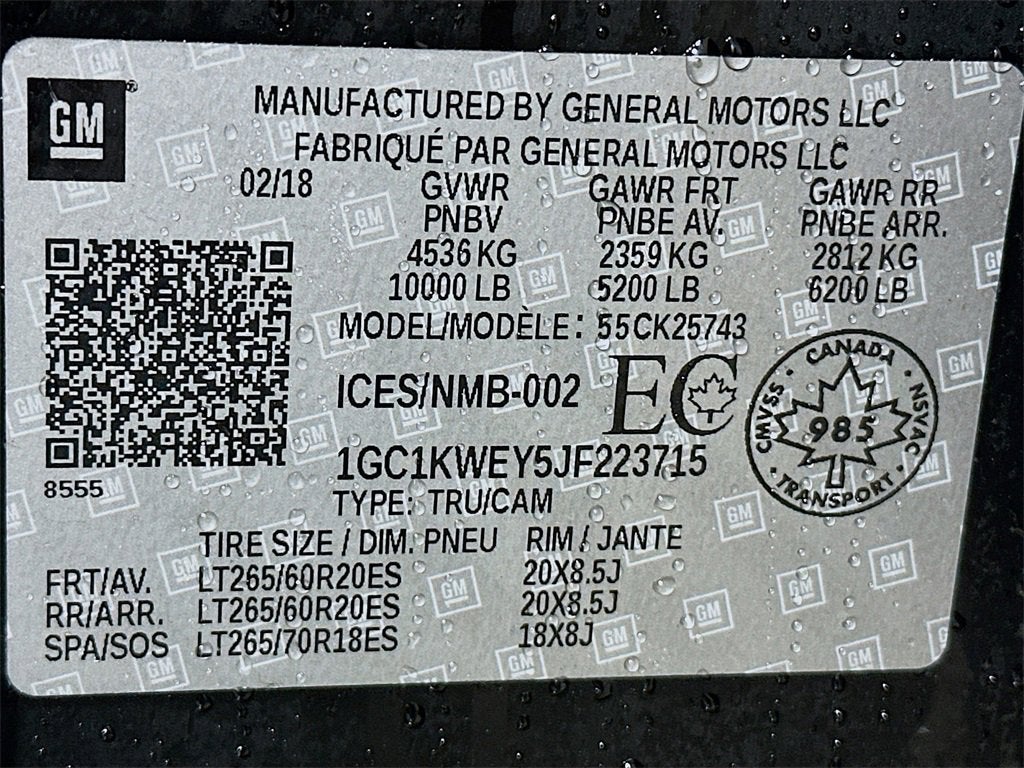 GM
MANUFACTURED BY GENERAL MOTORS LLC
FABRIQUÉ PAR GENERAL MOTORS LLC
02/18 GVWR GAWR FRT GAWR RR
PNBV PNBE AV. PNBE ARR.
4536 KG 2359 KG 2812 KG
10000 LB 5200 LB 6200 LB
MODEL/MODÈLE: 55CK25743
ICES/NMB-002 EC
CANADA
CMVSS 985 NSVAC
TRANSPORT
1GC1KWEY5JF223715
8555
TYPE: TRU/CAM
TIRE SIZE / DIM. PNEU RIM / JANTE
FRT/AV. LT265/60R20ES 20X8.5J
RR/ARR. LT265/60R20ES 20X8.5J
SPA/SOS LT265/70R18ES 18X8J